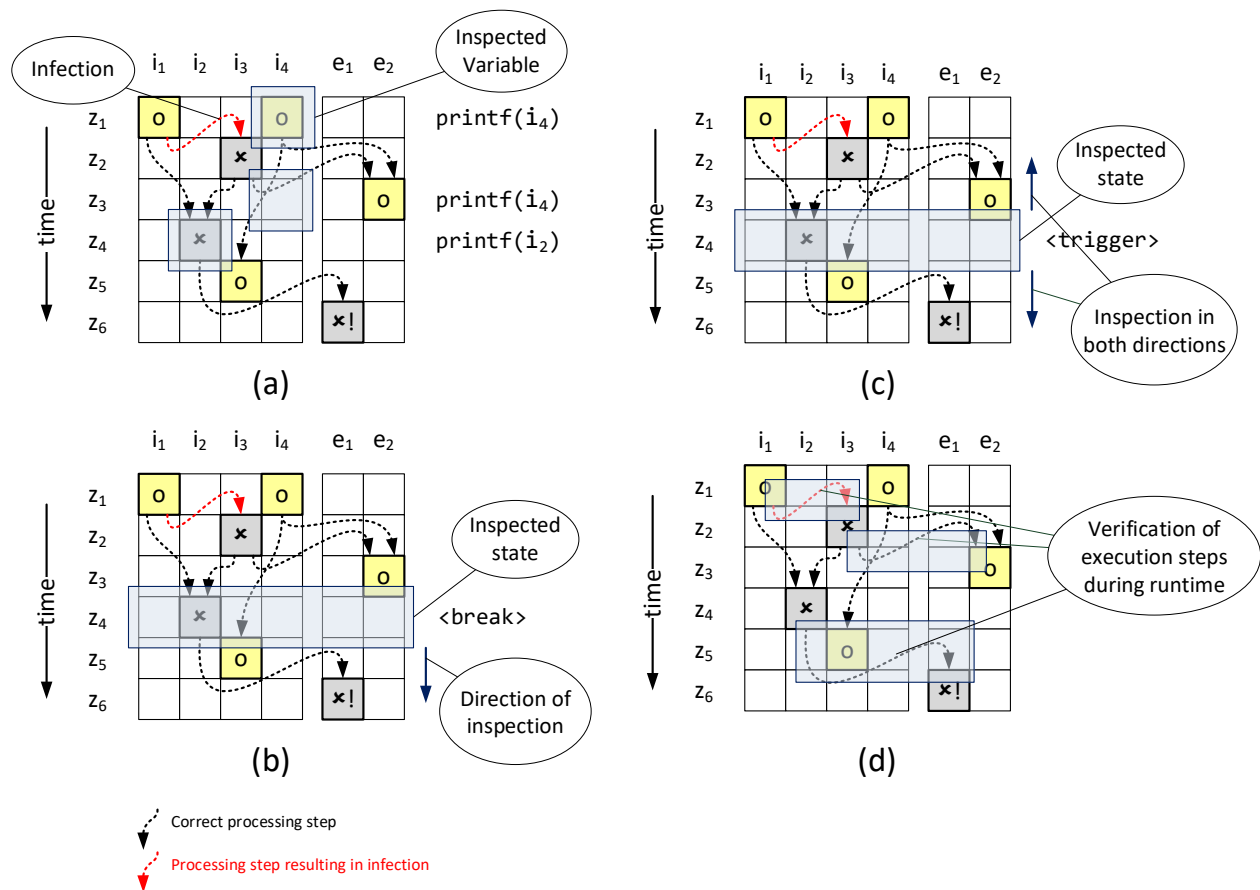 Infection
Inspected
Variable
i₁ i₂ i₃ i₄ e₁ e₂
time
z₁ o o printf(i₄)
z₂ ×
z₃ o printf(i₄)
z₄ × printf(i₂)
z₅ o
z₆ ×!
(a)
i₁ i₂ i₃ i₄ e₁ e₂
time
z₁ o o
z₂ ×
z₃ o
z₄ × <trigger>
z₅ o
z₆ ×!
Inspected
state
Inspection in
both directions
(c)
i₁ i₂ i₃ i₄ e₁ e₂
time
z₁ o o
z₂ ×
z₃ o
z₄ × <break>
z₅ o
z₆ ×!
Inspected
state
Direction of
inspection
(b)
i₁ i₂ i₃ i₄ e₁ e₂
time
z₁ o o
z₂ ×
z₃ o
z₄ ×
z₅ o
z₆ ×!
Verification of
execution steps
during runtime
(d)
Correct processing step
Processing step resulting in infection